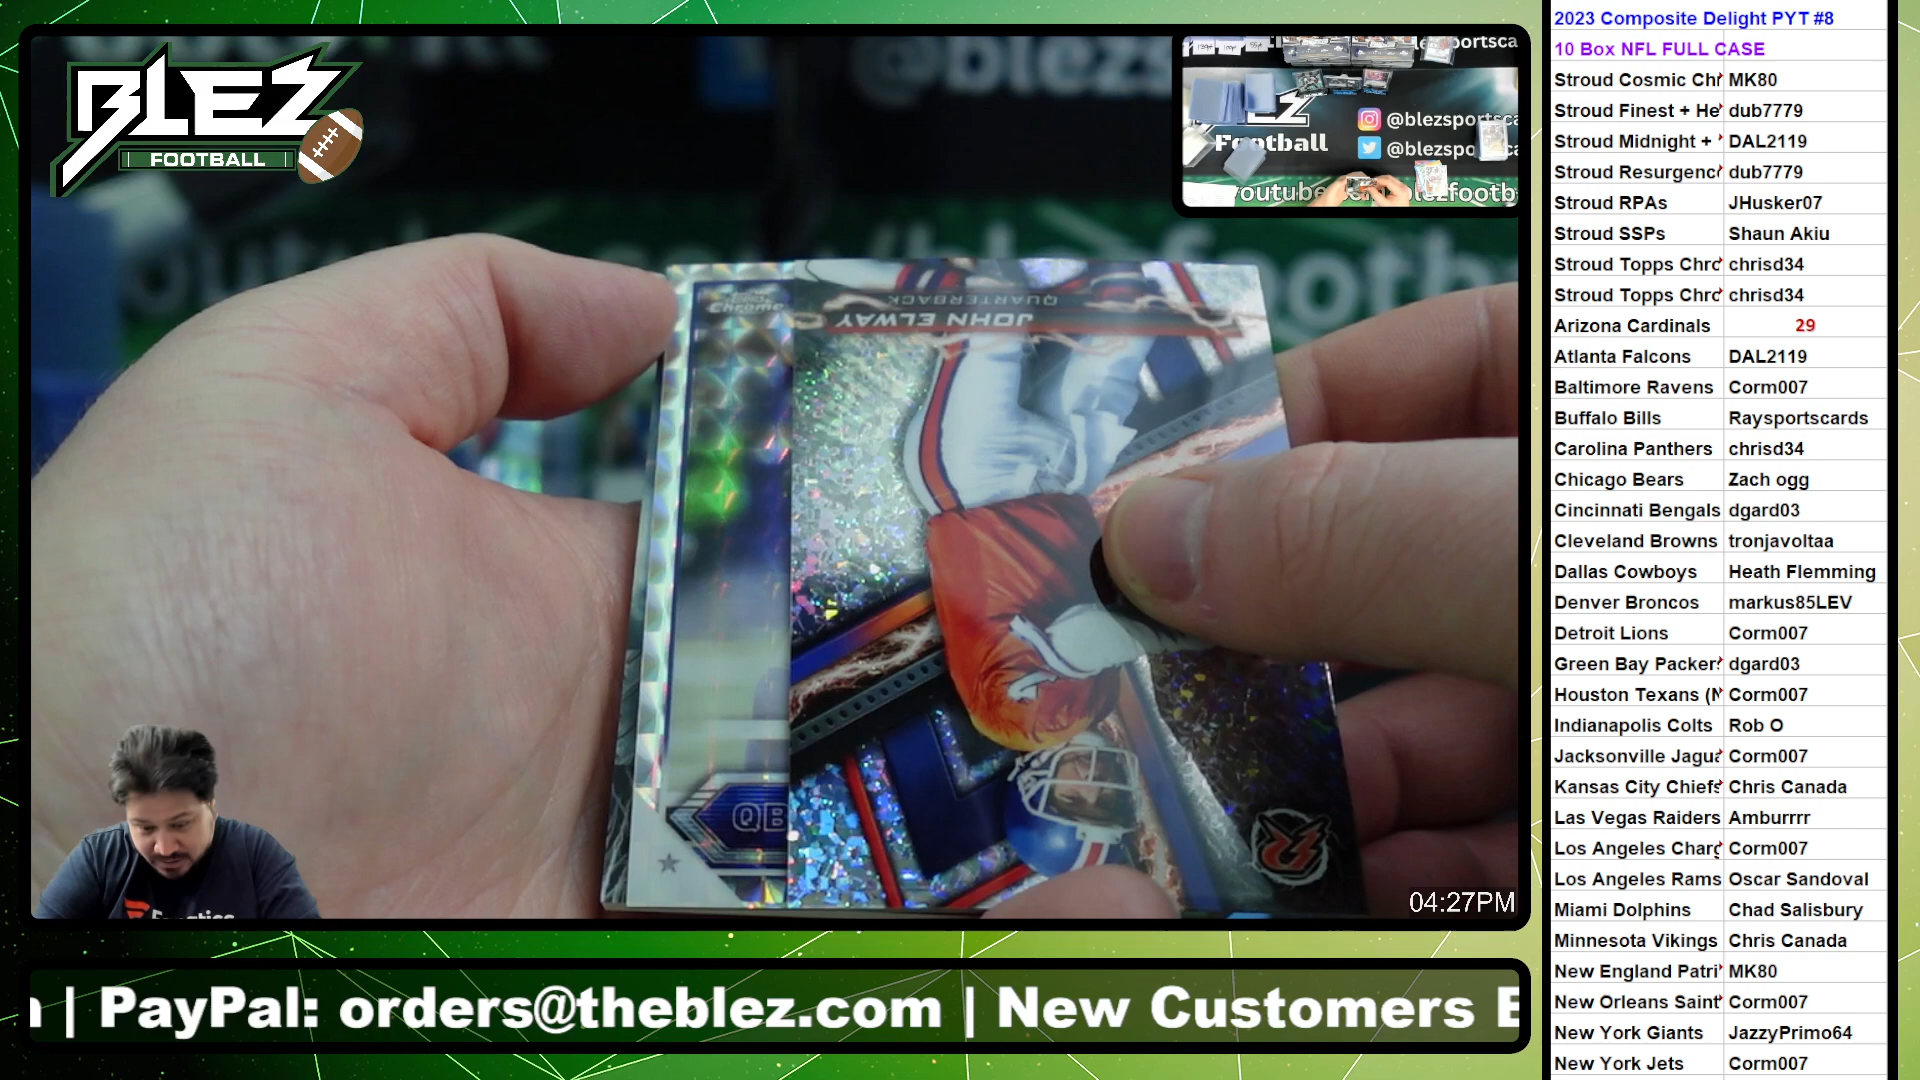 BLEZ
FOOTBALL
@blezs
@blezsportsca
@blezspo
Football
youtube
footb
Chrome
QUARTERBACK
JOHN ELWAY
QB
04:27PM
| PayPal: orders@theblez.com | New Customers
2023 Composite Delight PYT #8
10 Box NFL FULL CASE
Stroud Cosmic Chr MK80
Stroud Finest + He dub7779
Stroud Midnight + DAL2119
Stroud Resurgenc dub7779
Stroud RPAs JHusker07
Stroud SSPs Shaun Akiu
Stroud Topps Chro chrisd34
Stroud Topps Chro chrisd34
Arizona Cardinals 29
Atlanta Falcons DAL2119
Baltimore Ravens Corm007
Buffalo Bills Raysportscards
Carolina Panthers chrisd34
Chicago Bears Zach ogg
Cincinnati Bengals dgard03
Cleveland Browns tronjavoltaa
Dallas Cowboys Heath Flemming
Denver Broncos markus85LEV
Detroit Lions Corm007
Green Bay Packer dgard03
Houston Texans (N Corm007
Indianapolis Colts Rob O
Jacksonville Jagua Corm007
Kansas City Chiefs Chris Canada
Las Vegas Raiders Amburrrr
Los Angeles Charg Corm007
Los Angeles Rams Oscar Sandoval
Miami Dolphins Chad Salisbury
Minnesota Vikings Chris Canada
New England Patri MK80
New Orleans Saint Corm007
New York Giants JazzyPrimo64
New York Jets Corm007